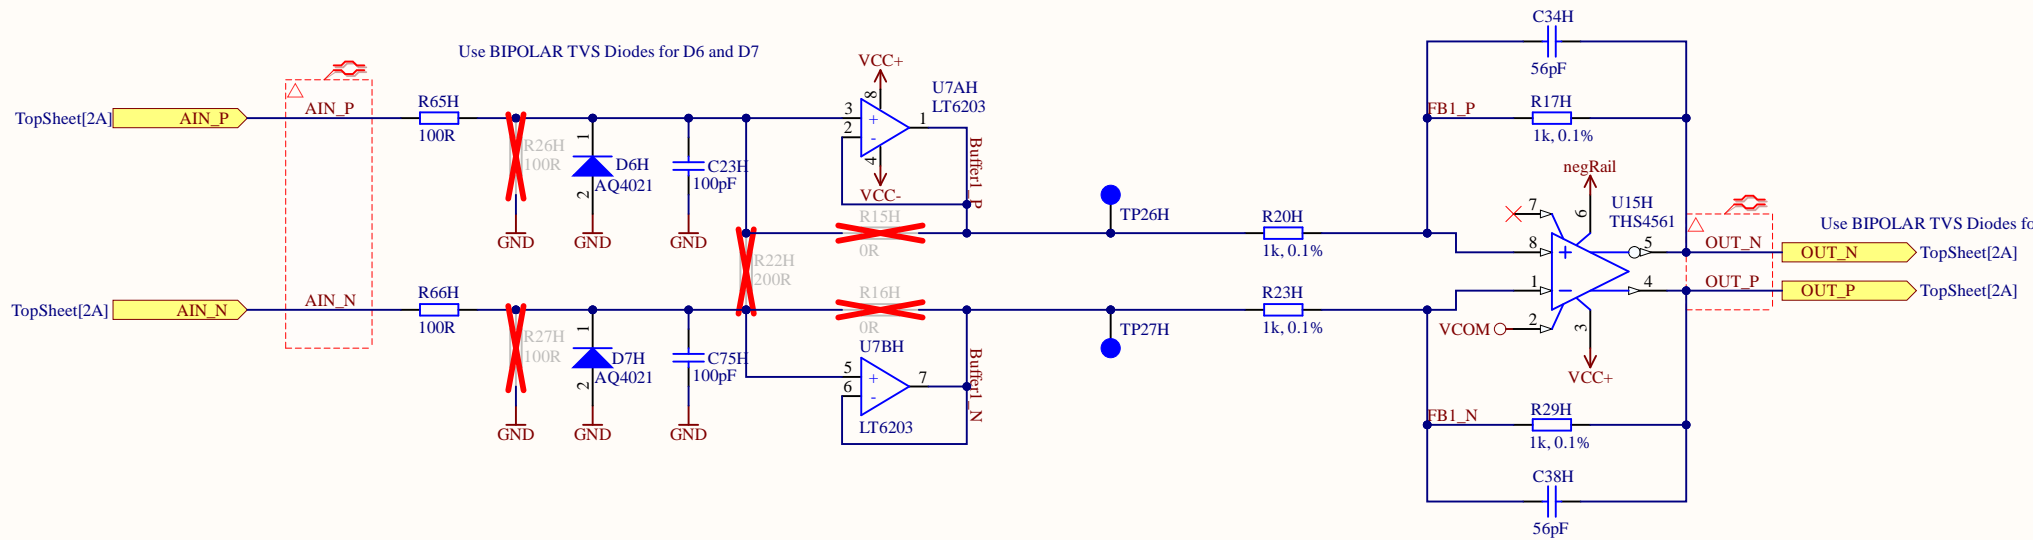 C34H
56pF
Use BIPOLAR TVS Diodes for D6 and D7
VCC+
8
U7AH
LT6203
TopSheet[2A]
AIN_P
AIN_P
R65H
100R
R26H
100R
1
2
D6H
AQ4021
C23H
100pF
3
2
+
-
1
4
VCC-
Buffer1_P
FB1_P
R17H
1k, 0.1%
negRail
GND
GND
GND
R15H
0R
TP26H
R20H
1k, 0.1%
7
6
U15H
THS4561
Use BIPOLAR TVS Diodes fo
8
5
OUT_N
OUT_N
TopSheet[2A]
R22H
200R
TopSheet[2A]
AIN_N
AIN_N
R66H
100R
R16H
0R
R23H
1k, 0.1%
1
4
OUT_P
OUT_P
TopSheet[2A]
VCOM
2
3
VCC+
R27H
100R
1
2
D7H
AQ4021
C75H
100pF
TP27H
U7BH
5
6
+
-
7
LT6203
Buffer1_N
GND
GND
GND
FB1_N
R29H
1k, 0.1%
C38H
56pF